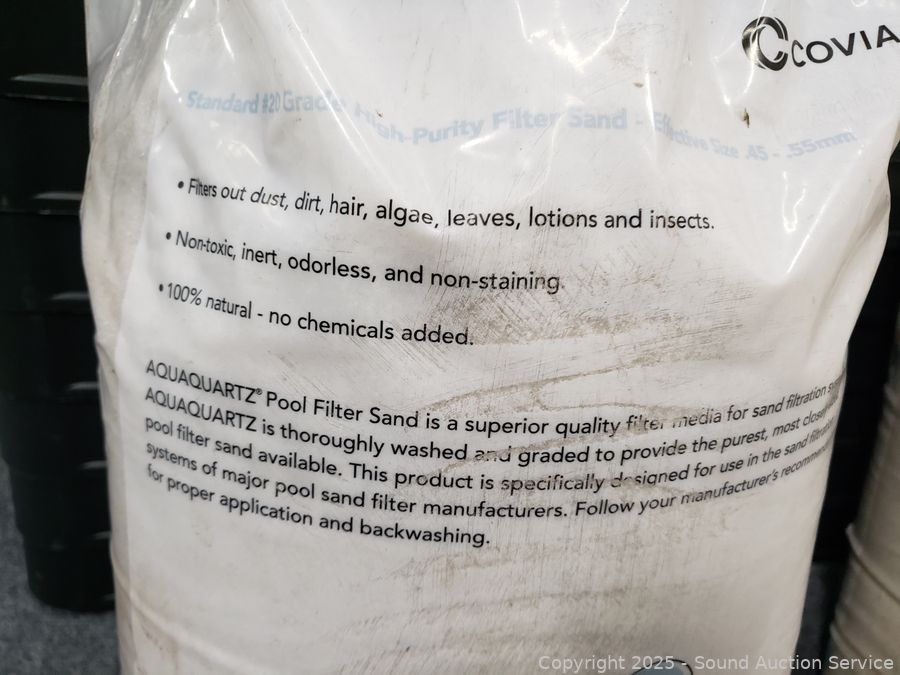 COVIA
Standard #20 Grade High-Purity Filter Sand - Effective Size .45 - .55mm
• Filters out dust, dirt, hair, algae, leaves, lotions and insects.
• Non-toxic, inert, odorless, and non-staining.
• 100% natural - no chemicals added.
AQUAQUARTZ® Pool Filter Sand is a superior quality filter media for sand filtration
AQUAQUARTZ is thoroughly washed and graded to provide the purest, most
pool filter sand available. This product is specifically designed for use in the sand
systems of major pool sand filter manufacturers. Follow your manufacturer's
for proper application and backwashing.
Copyright 2025 - Sound Auction Service